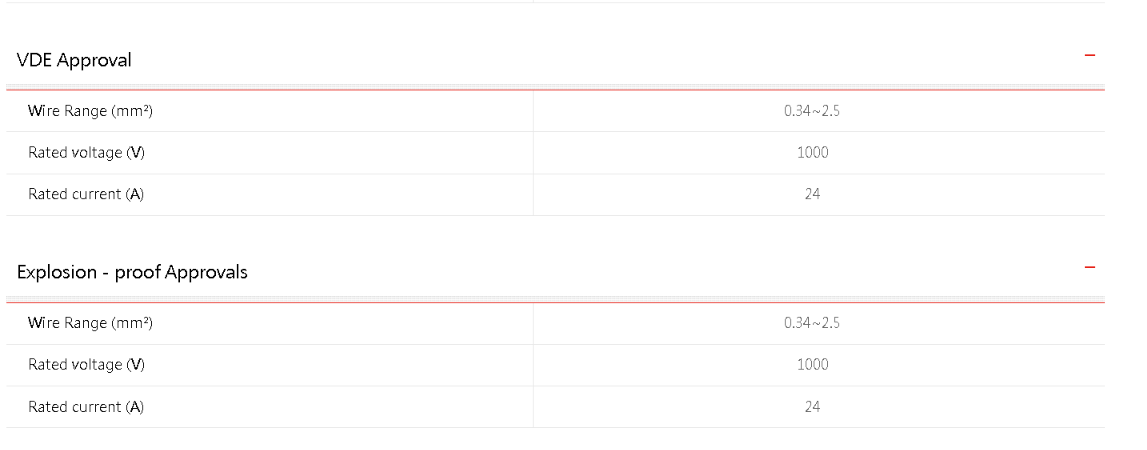 VDE Approval
Wire Range (mm²) 0.34~2.5
Rated voltage (V) 1000
Rated current (A) 24
Explosion - proof Approvals
Wire Range (mm²) 0.34~2.5
Rated voltage (V) 1000
Rated current (A) 24